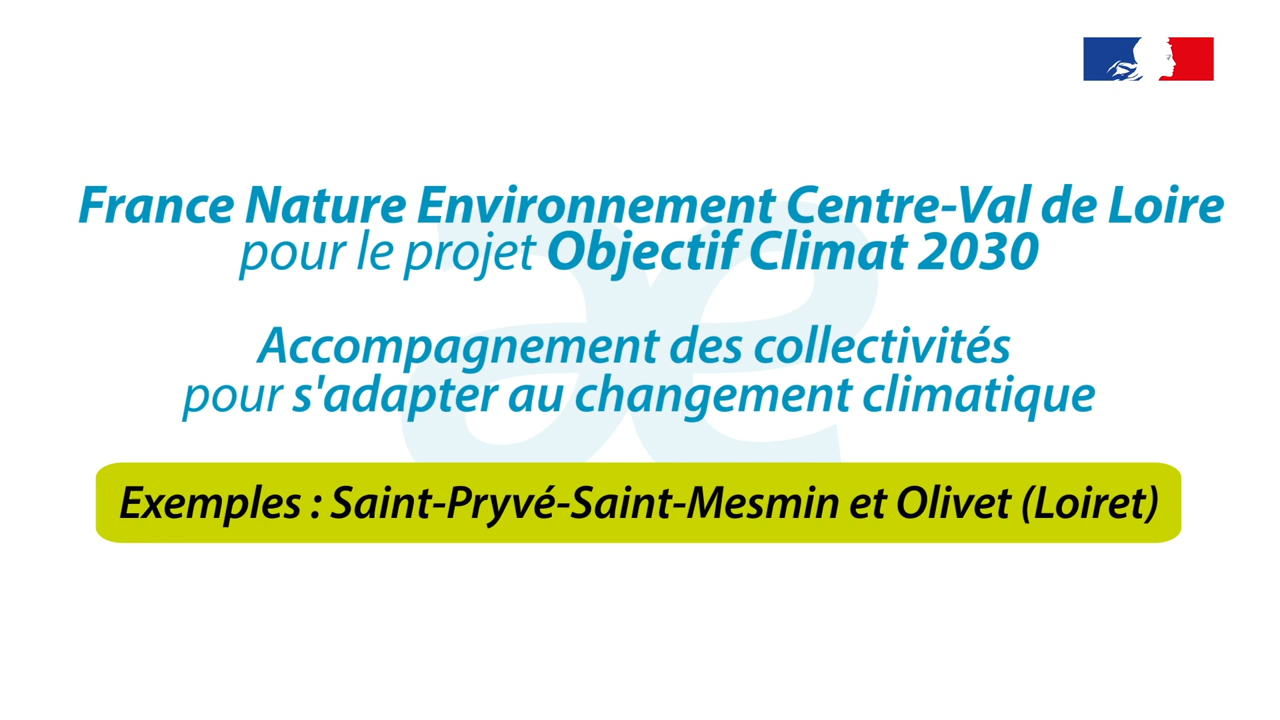 France Nature Environnement Centre-Val de Loire
pour le projet Objectif Climat 2030
Accompagnement des collectivités
pour s'adapter au changement climatique
Exemples : Saint-Pryvé-Saint-Mesmin et Olivet (Loiret)